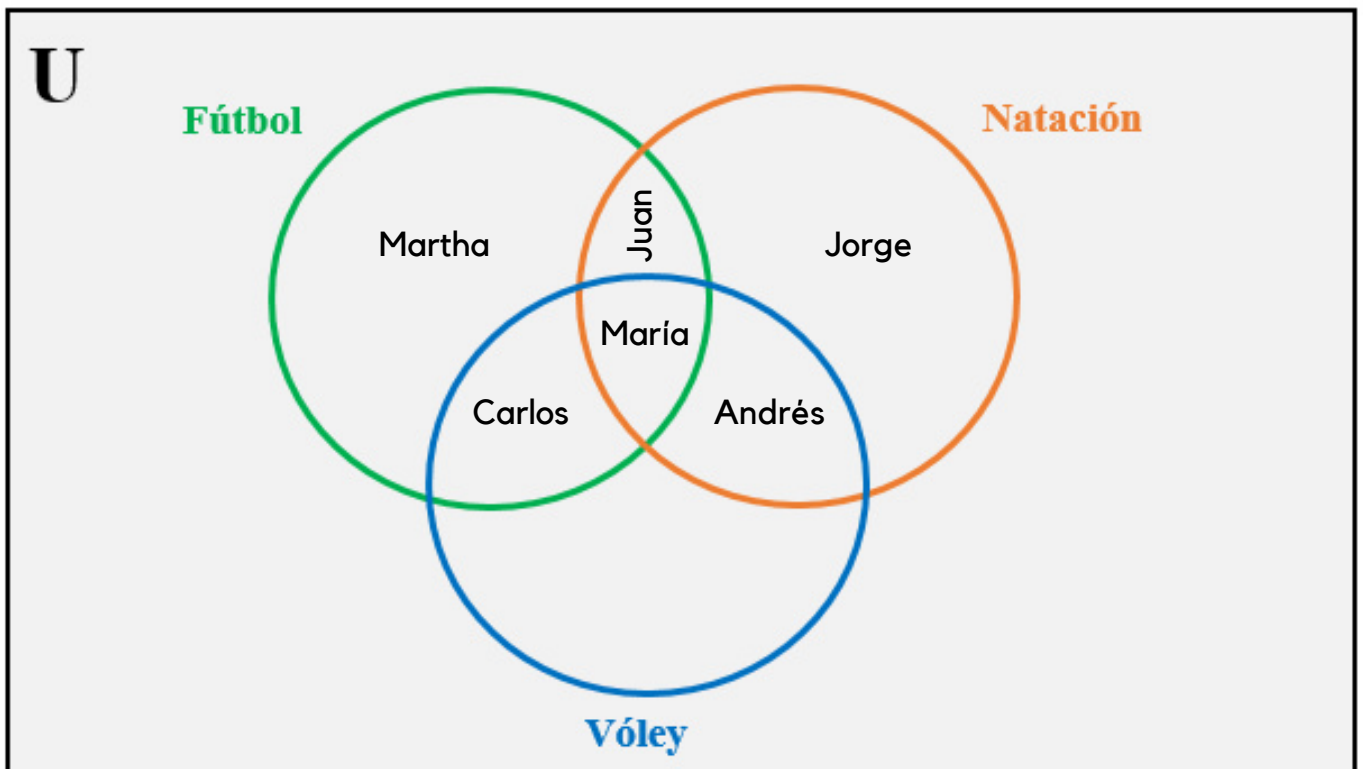 U
Fútbol
Natación
Juan
Martha
Jorge
María
Carlos
Andrés
Vóley